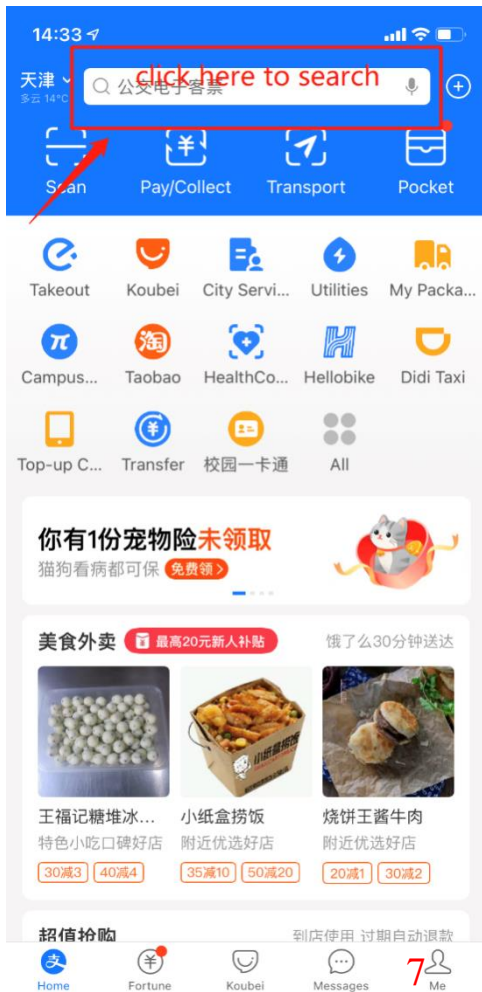 14:33
天津
多云 14°C
click here to search
公交电子客票
Scan Pay/Collect Transport Pocket
Takeout Koubei City Servi... Utilities My Packa...
π 淘
Campus... Taobao HealthCo... Hellobike Didi Taxi
Top-up C... Transfer 校园一卡通 All
你有1份宠物险未领取
猫狗看病都可保 免费领
美食外卖 最高20元新人补贴 饿了么30分钟送达
小纸盒捞饭
王福记糖堆冰... 小纸盒捞饭 烧饼王酱牛肉
特色小吃口碑好店 附近优选好店 附近优选好店
30减3 40减4 35减10 50减20 20减1 30减2
超值抢购 到店使用 过期自动退款
支 ¥ 7
Home Fortune Koubei Messages Me